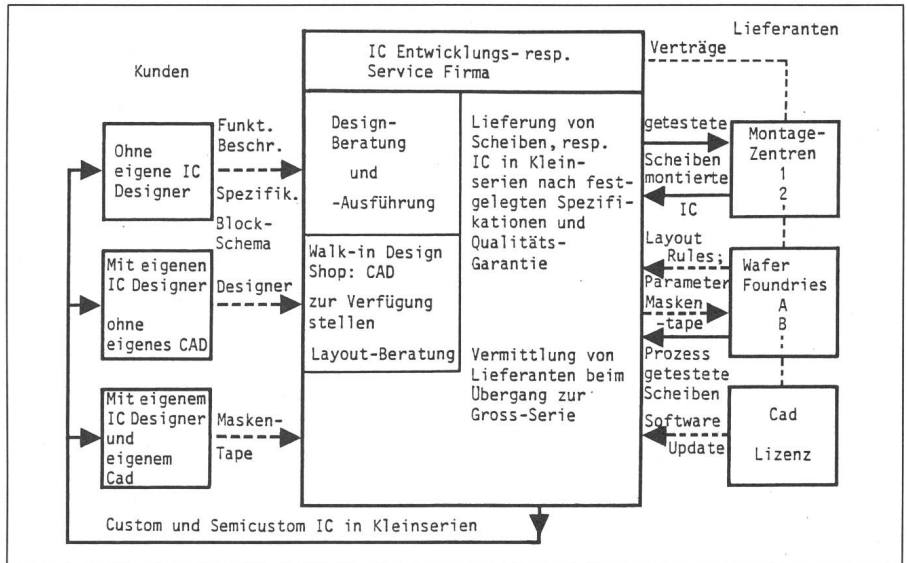 Lieferanten
Kunden
IC Entwicklungs- resp.
Service Firma
Verträge
Ohne
eigene IC
Designer
Funkt.
Beschr.
Spezifik.
Block-
Schema
Mit eigenen
IC Designer
ohne
eigenes CAD
Designer
Mit eigenem
IC Designer
und
eigenem
Cad
Masken-
Tape
Design-
Beratung
und
-Ausführung
Walk-in Design
Shop: CAD
zur Verfügung
stellen
Layout-Beratung
Lieferung von
Scheiben, resp.
IC in Klein-
serien nach fest-
gelegten Spezifi-
kationen und
Qualitäts-
Garantie
Vermittlung von
Lieferanten beim
Übergang zur
Gross-Serie
getestete
Scheiben
montierte
IC
Montage-
Zentren
1
2
Layout
Rules;
Parameter
Masken
-tape
Prozess
getestete
Scheiben
Wafer
Foundries
A
B
Software
Update
Cad
Lizenz
Custom und Semicustom IC in Kleinserien